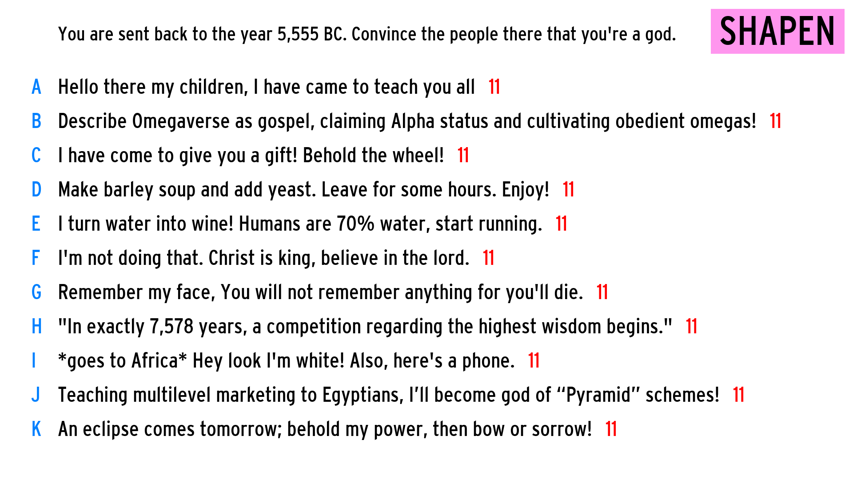 You are sent back to the year 5,555 BC. Convince the people there that you're a god.
SHAPEN
A Hello there my children, I have came to teach you all 11
B Describe Omegaverse as gospel, claiming Alpha status and cultivating obedient omegas! 11
C I have come to give you a gift! Behold the wheel! 11
D Make barley soup and add yeast. Leave for some hours. Enjoy! 11
E I turn water into wine! Humans are 70% water, start running. 11
F I'm not doing that. Christ is king, believe in the lord. 11
G Remember my face, You will not remember anything for you'll die. 11
H "In exactly 7,578 years, a competition regarding the highest wisdom begins." 11
I *goes to Africa* Hey look I'm white! Also, here's a phone. 11
J Teaching multilevel marketing to Egyptians, I’ll become god of “Pyramid” schemes! 11
K An eclipse comes tomorrow; behold my power, then bow or sorrow! 11